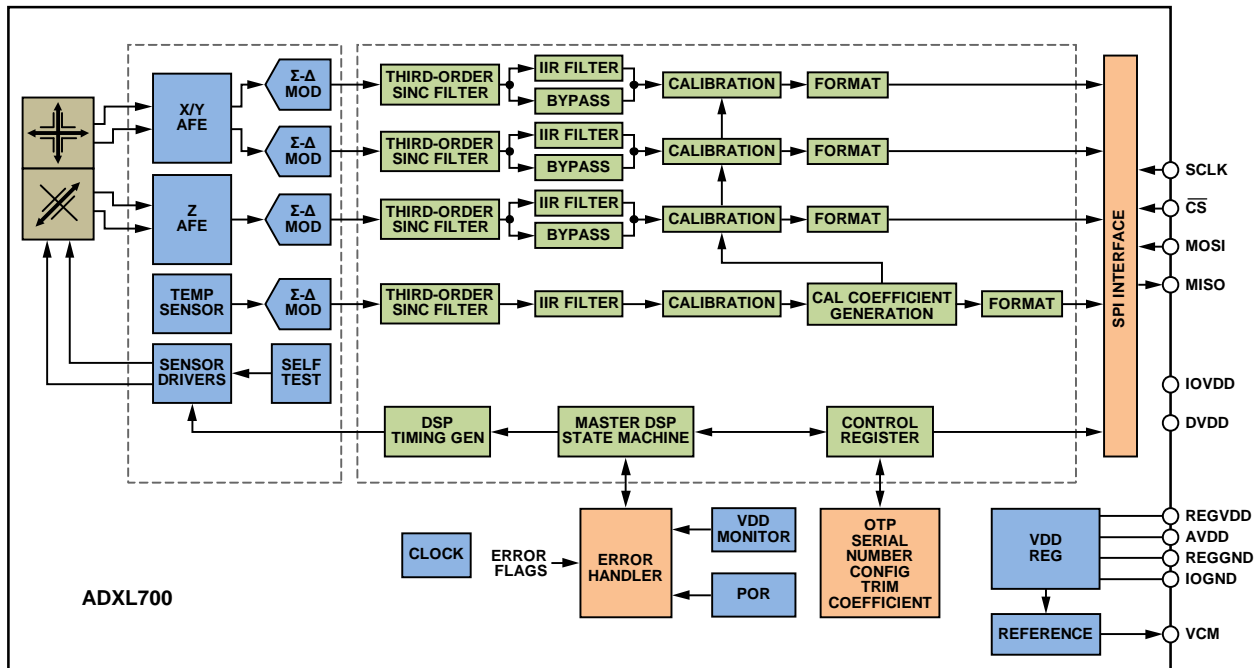 X/Y
AFE
Σ-Δ
MOD
THIRD-ORDER
SINC FILTER
IIR FILTER
BYPASS
CALIBRATION
FORMAT
Σ-Δ
MOD
THIRD-ORDER
SINC FILTER
IIR FILTER
BYPASS
CALIBRATION
FORMAT
Z
AFE
Σ-Δ
MOD
THIRD-ORDER
SINC FILTER
IIR FILTER
BYPASS
CALIBRATION
FORMAT
TEMP
SENSOR
Σ-Δ
MOD
THIRD-ORDER
SINC FILTER
IIR FILTER
CALIBRATION
CAL COEFFICIENT
GENERATION
FORMAT
SENSOR
DRIVERS
SELF
TEST
DSP
TIMING GEN
MASTER DSP
STATE MACHINE
CONTROL
REGISTER
SPI INTERFACE
SCLK
C̅S̅
MOSI
MISO
IOVDD
DVDD
CLOCK
ERROR
FLAGS
ERROR
HANDLER
VDD
MONITOR
POR
OTP
SERIAL
NUMBER
CONFIG
TRIM
COEFFICIENT
VDD
REG
REGVDD
AVDD
REGGND
IOGND
REFERENCE
VCM
ADXL700